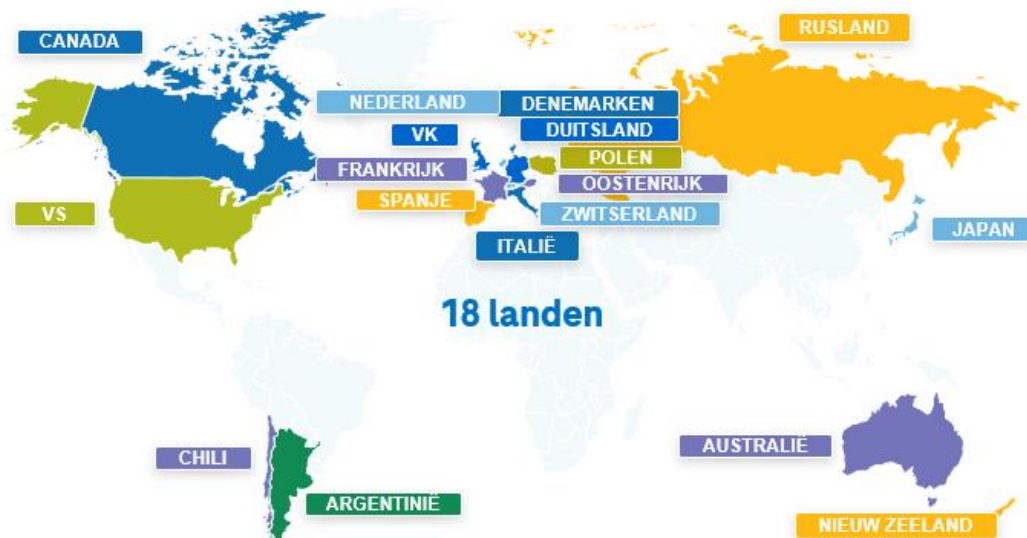 RUSLAND
CANADA
NEDERLAND
DENEMARKEN
VK
DUITSLAND
POLEN
FRANKRIJK
OOSTENRIJK
SPANJE
VS
ZWITSERLAND
JAPAN
ITALIË
18 landen
AUSTRALIË
CHILI
ARGENTINIË
NIEUW ZEELAND